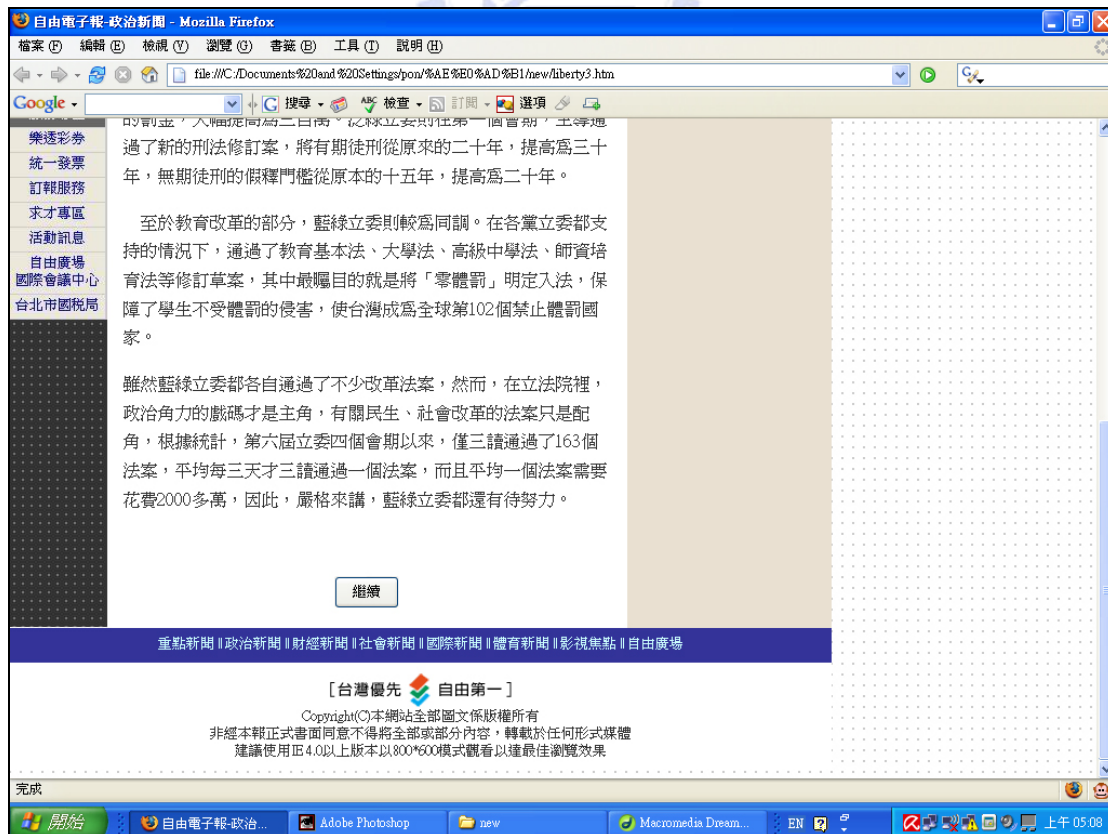 自由電子報-政治新聞 - Mozilla Firefox
檔案(F) 編輯(E) 檢視(V) 瀏覽(G) 書籤(B) 工具(T) 說明(H)
file:///C:/Documents%20and%20Settings/pon/%AE%E0%AD%B1/new/liberty3.htm
Google 搜尋 檢查 訂閱 選項
樂透彩券
統一發票
訂報服務
求才專區
活動訊息
自由廣場
國際會議中心
台北市國稅局
的罰金，大幅提高為三百萬。泛綠立委則在第一個會期，主導通
過了新的刑法修訂案，將有期徒刑從原來的二十年，提高為三十
年，無期徒刑的假釋門檻從原本的十五年，提高為二十年。
至於教育改革的部分，藍綠立委則較為同調。在各黨立委都支
持的情況下，通過了教育基本法、大學法、高級中學法、師資培
育法等修訂草案，其中最矚目的就是將「零體罰」明定入法，保
障了學生不受體罰的侵害，使台灣成為全球第102個禁止體罰國
家。
雖然藍綠立委都各自通過了不少改革法案，然而，在立法院裡，
政治角力的戲碼才是主角，有關民生、社會改革的法案只是配
角，根據統計，第六屆立委四個會期以來，僅三讀通過了163個
法案，平均每三天才三讀通過一個法案，而且平均一個法案需要
花費2000多萬，因此，嚴格來講，藍綠立委都還有待努力。
繼續
重點新聞∥政治新聞∥財經新聞∥社會新聞∥國際新聞∥體育新聞∥影視焦點∥自由廣場
[台灣優先 自由第一]
Copyright(C)本網站全部圖文係版權所有
非經本報正式書面同意不得將全部或部分內容，轉載於任何形式媒體
建議使用IE 4.0以上版本以800*600模式觀看以達最佳瀏覽效果
完成
開始 自由電子報-政治... Adobe Photoshop new Macromedia Dream... EN 上午 05:08